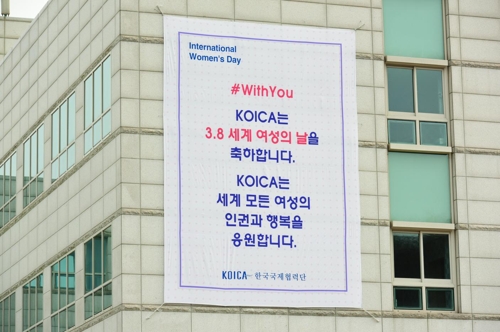 International
Women's Day
#WithYou
KOICA는
3.8 세계 여성의 날을
축하합니다.
KOICA는
세계 모든 여성의
인권과 행복을
응원합니다.
KOICA 한국국제협력단